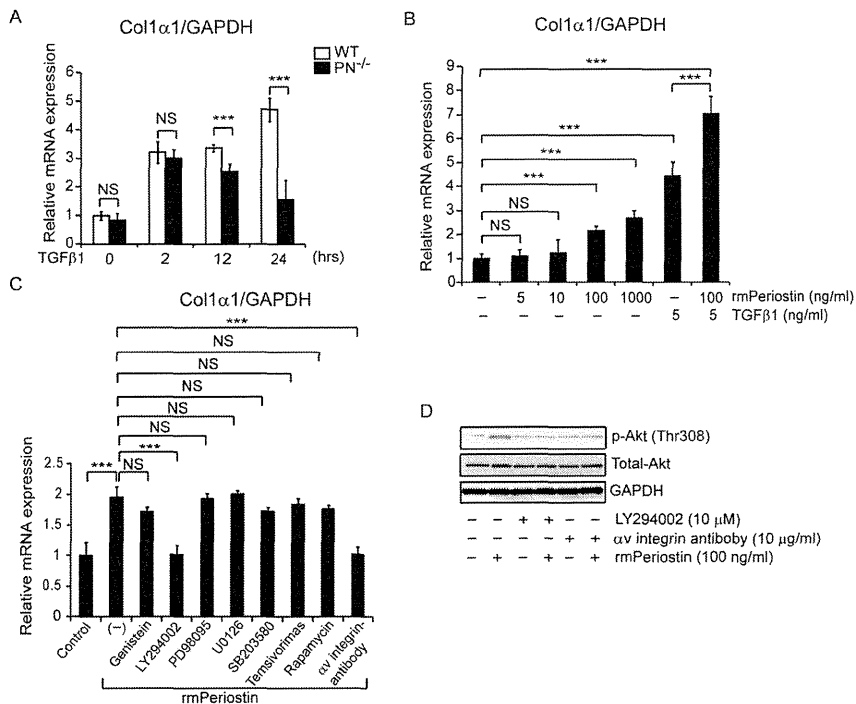 A
Col1α1/GAPDH
WT
PN-/-
Relative mRNA expression
6
5
4
3
2
1
0
NS
NS
***
***
TGFβ1 0 2 12 24 (hrs)
B
Col1α1/GAPDH
Relative mRNA expression
9
8
7
6
5
4
3
2
1
0
***
***
***
***
***
NS
NS
– 5 10 100 1000 – 100 rmPeriostin (ng/ml)
– – – – – 5 5 TGFβ1 (ng/ml)
C
Col1α1/GAPDH
***
NS
NS
NS
NS
NS
***
*** NS
Relative mRNA expression
2.5
2
1.5
1
0.5
0
Control
(–)
Genistein
LY294002
PD98095
U0126
SB203580
Temsivorimas
Rapamycin
αv integrin-
antibody
rmPeriostin
D
p-Akt (Thr308)
Total-Akt
GAPDH
– – + + – – LY294002 (10 μM)
– – – – + + αv integrin antiboby (10 μg/ml)
– + – + – + rmPeriostin (100 ng/ml)